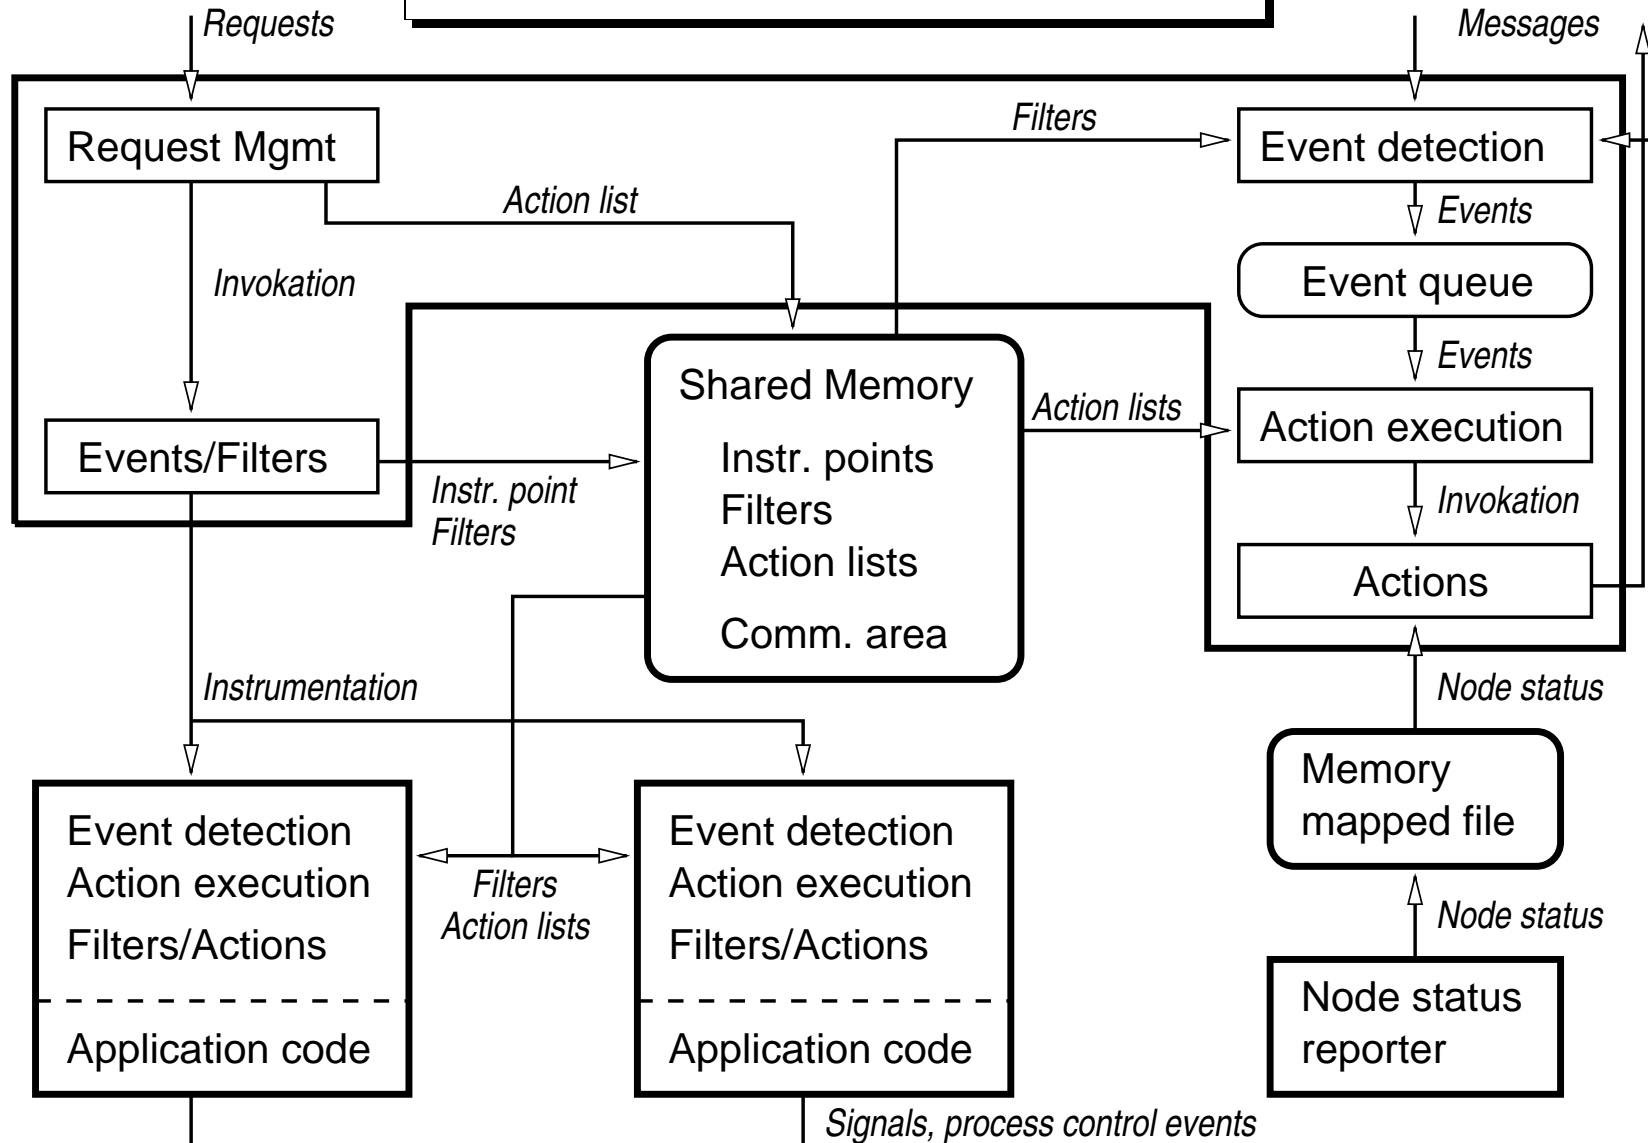 Requests
Messages
Request Mgmt
Filters
Event detection
Action list
Events
Invokation
Event queue
Events
Shared Memory
Action lists
Action execution
Events/Filters
Instr. points
Instr. point
Filters
Filters
Action lists
Comm. area
Invokation
Actions
Instrumentation
Node status
Memory
mapped file
Event detection
Action execution
Filters/Actions
Application code
Filters
Action lists
Event detection
Action execution
Filters/Actions
Application code
Node status
Node status
reporter
Signals, process control events